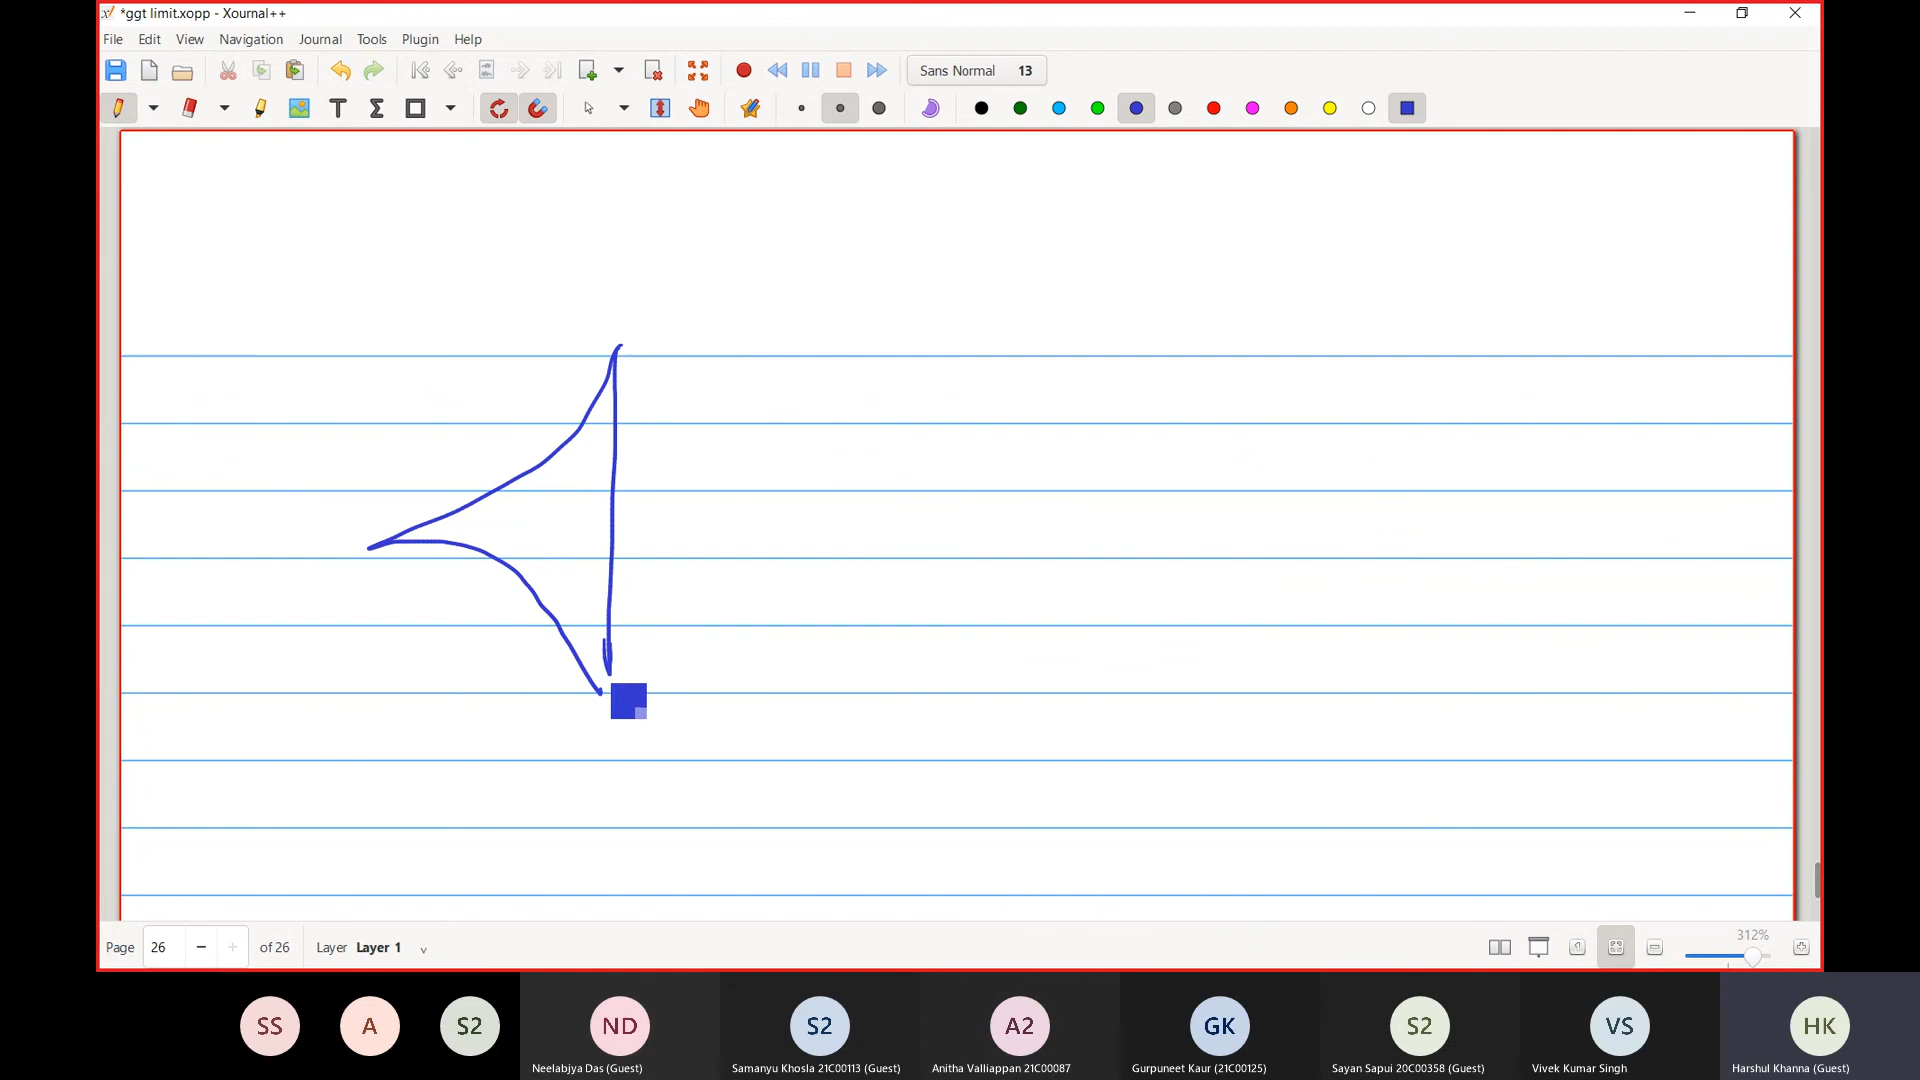 *ggt limit.xopp - Xournal++
File Edit View Navigation Journal Tools Plugin Help
Sans Normal 13
T Σ
Page 26 of 26 Layer Layer 1
312%
SS A S2 ND S2 A2 GK S2 VS HK
Neelabjya Das (Guest) Samanyu Khosla 21C00113 (Guest) Anitha Valliappan 21C00087 Gurpuneet Kaur (21C00125) Sayan Sapui 20C00358 (Guest) Vivek Kumar Singh Harshul Khanna (Guest)